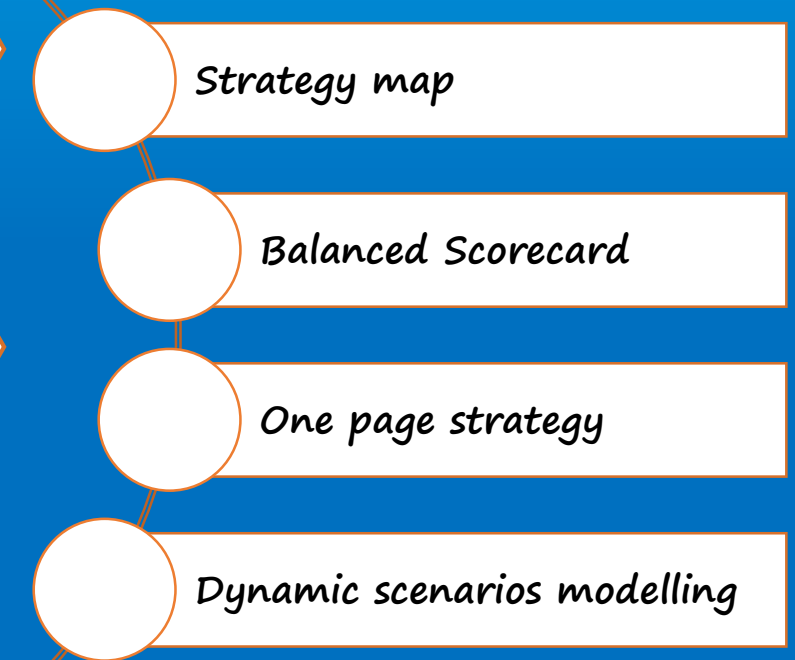 Strategy map
Balanced Scorecard
One page strategy
Dynamic scenarios modelling